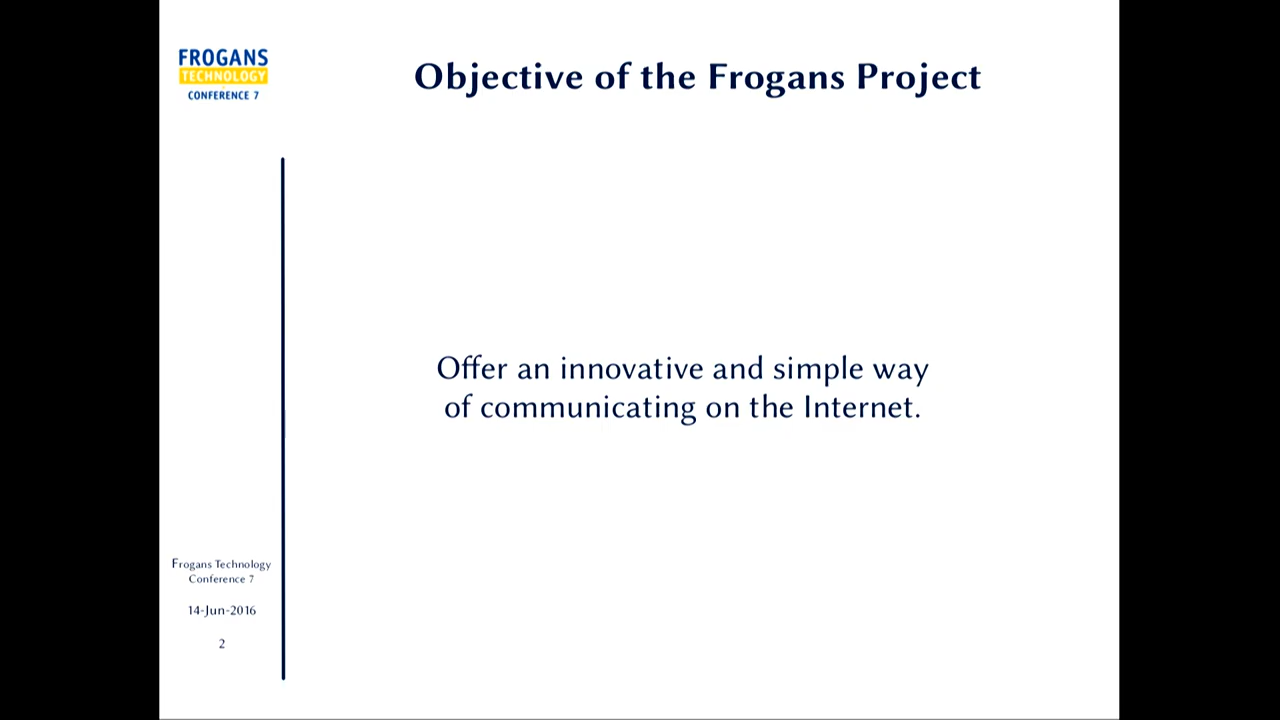 FROGANS
TECHNOLOGY
CONFERENCE 7
Objective of the Frogans Project
Offer an innovative and simple way
of communicating on the Internet.
Frogans Technology
Conference 7
14-Jun-2016
2